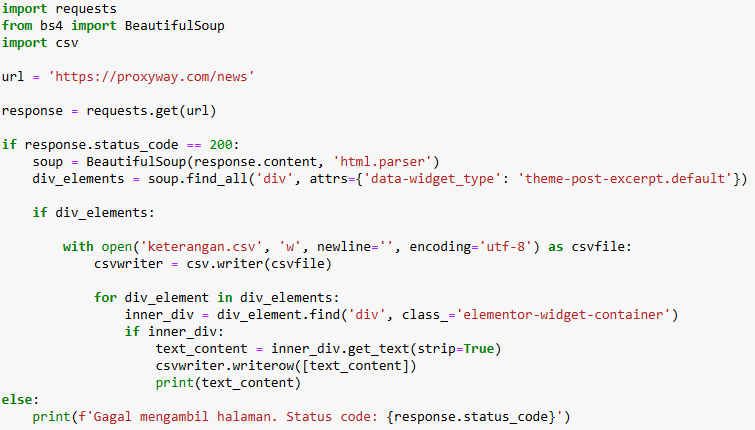 import requests
from bs4 import BeautifulSoup
import csv
url = 'https://proxyway.com/news'
response = requests.get(url)
if response.status_code == 200:
    soup = BeautifulSoup(response.content, 'html.parser')
    div_elements = soup.find_all('div', attrs={'data-widget_type': 'theme-post-excerpt.default'})
    if div_elements:
        with open('keterangan.csv', 'w', newline='', encoding='utf-8') as csvfile:
            csvwriter = csv.writer(csvfile)
            for div_element in div_elements:
                inner_div = div_element.find('div', class_='elementor-widget-container')
                if inner_div:
                    text_content = inner_div.get_text(strip=True)
                    csvwriter.writerow([text_content])
                    print(text_content)
else:
    print(f'Gagal mengambil halaman. Status code: {response.status_code}')